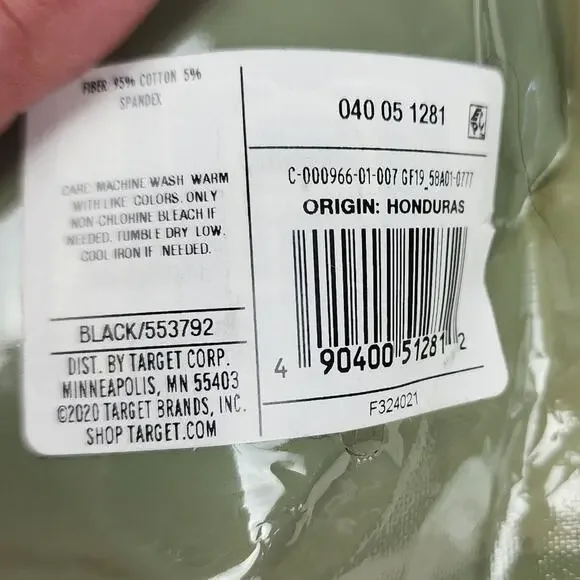 FIBER: 95% COTTON 5%
SPANDEX
CARE: MACHINE WASH WARM
WITH LIKE COLORS. ONLY
NON-CHLORINE BLEACH IF
NEEDED. TUMBLE DRY LOW.
COOL IRON IF NEEDED.
BLACK/553792
DIST. BY TARGET CORP.
MINNEAPOLIS, MN 55403
©2020 TARGET BRANDS, INC.
SHOP TARGET.COM
040 05 1281
C-000966-01-007 GF19_58A01-0777
ORIGIN: HONDURAS
4 90400 51281 2
F324021